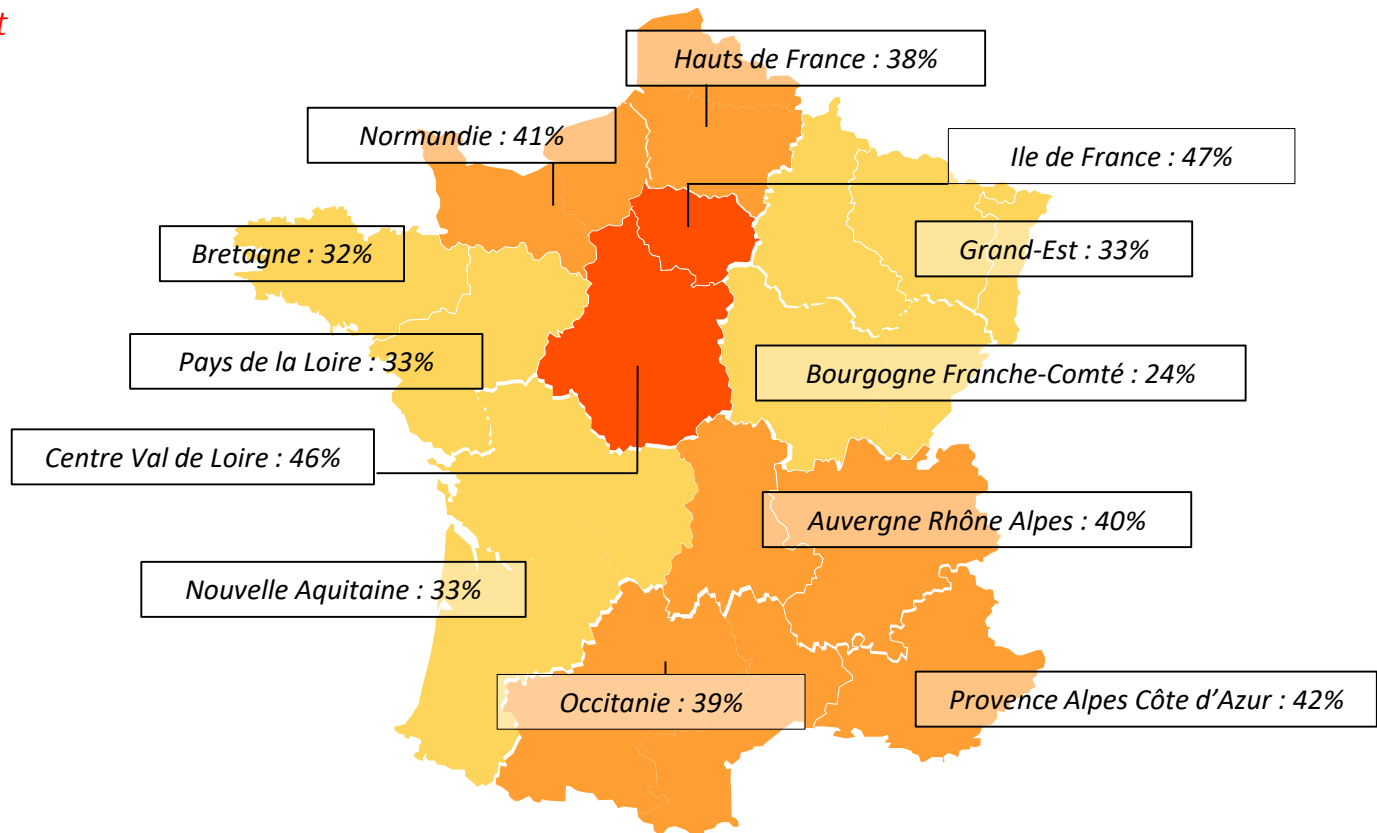 t
Hauts de France : 38%
Normandie : 41%
Ile de France : 47%
Bretagne : 32%
Grand-Est : 33%
Pays de la Loire : 33%
Bourgogne Franche-Comté : 24%
Centre Val de Loire : 46%
Auvergne Rhône Alpes : 40%
Nouvelle Aquitaine : 33%
Occitanie : 39%
Provence Alpes Côte d’Azur : 42%